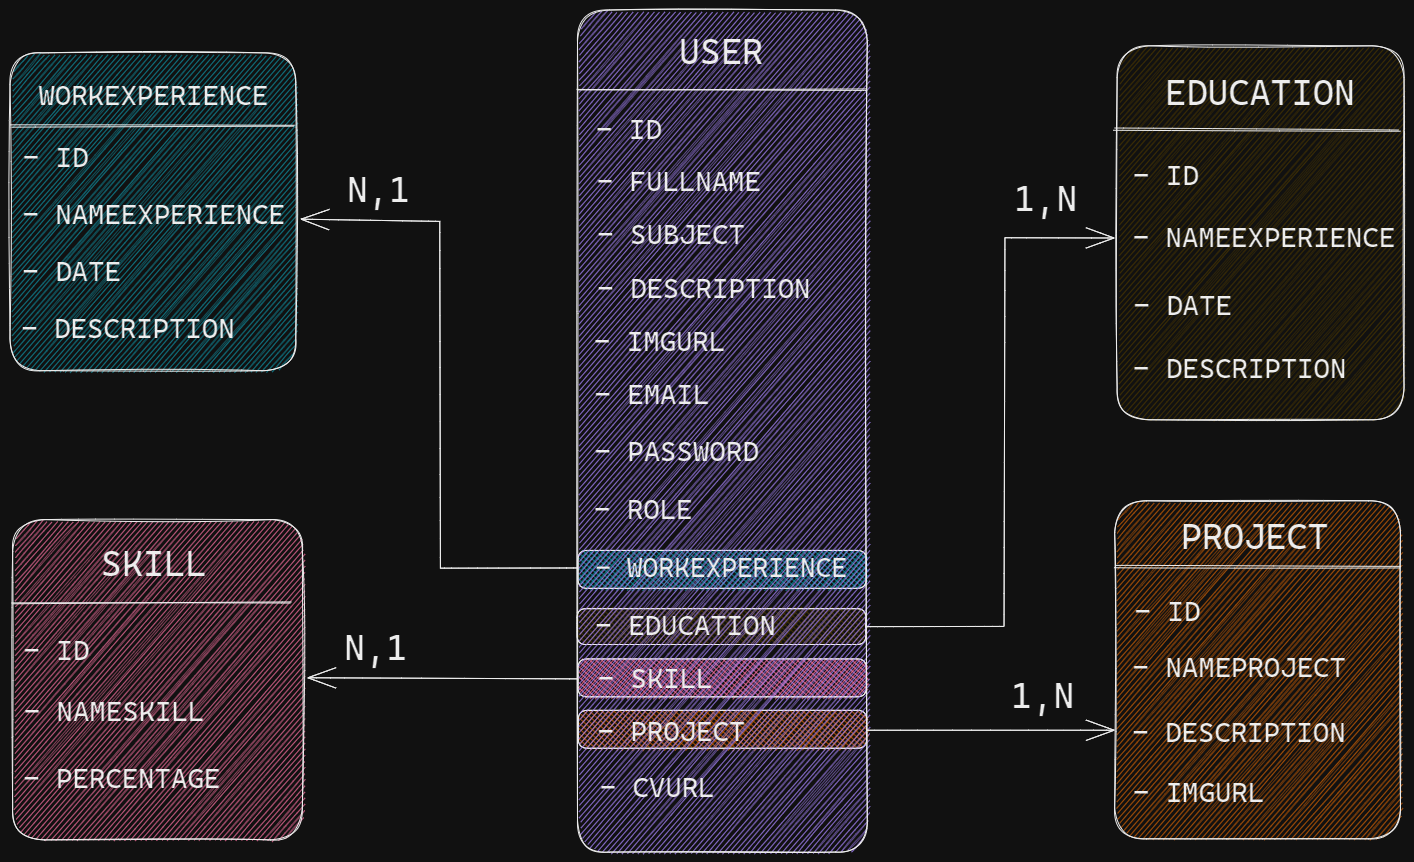 WORKEXPERIENCE
- ID
- NAMEEXPERIENCE
- DATE
- DESCRIPTION
N,1
SKILL
- ID
- NAMESKILL
- PERCENTAGE
N,1
USER
- ID
- FULLNAME
- SUBJECT
- DESCRIPTION
- IMGURL
- EMAIL
- PASSWORD
- ROLE
- WORKEXPERIENCE
- EDUCATION
- SKILL
- PROJECT
- CVURL
1,N
EDUCATION
- ID
- NAMEEXPERIENCE
- DATE
- DESCRIPTION
1,N
PROJECT
- ID
- NAMEPROJECT
- DESCRIPTION
- IMGURL